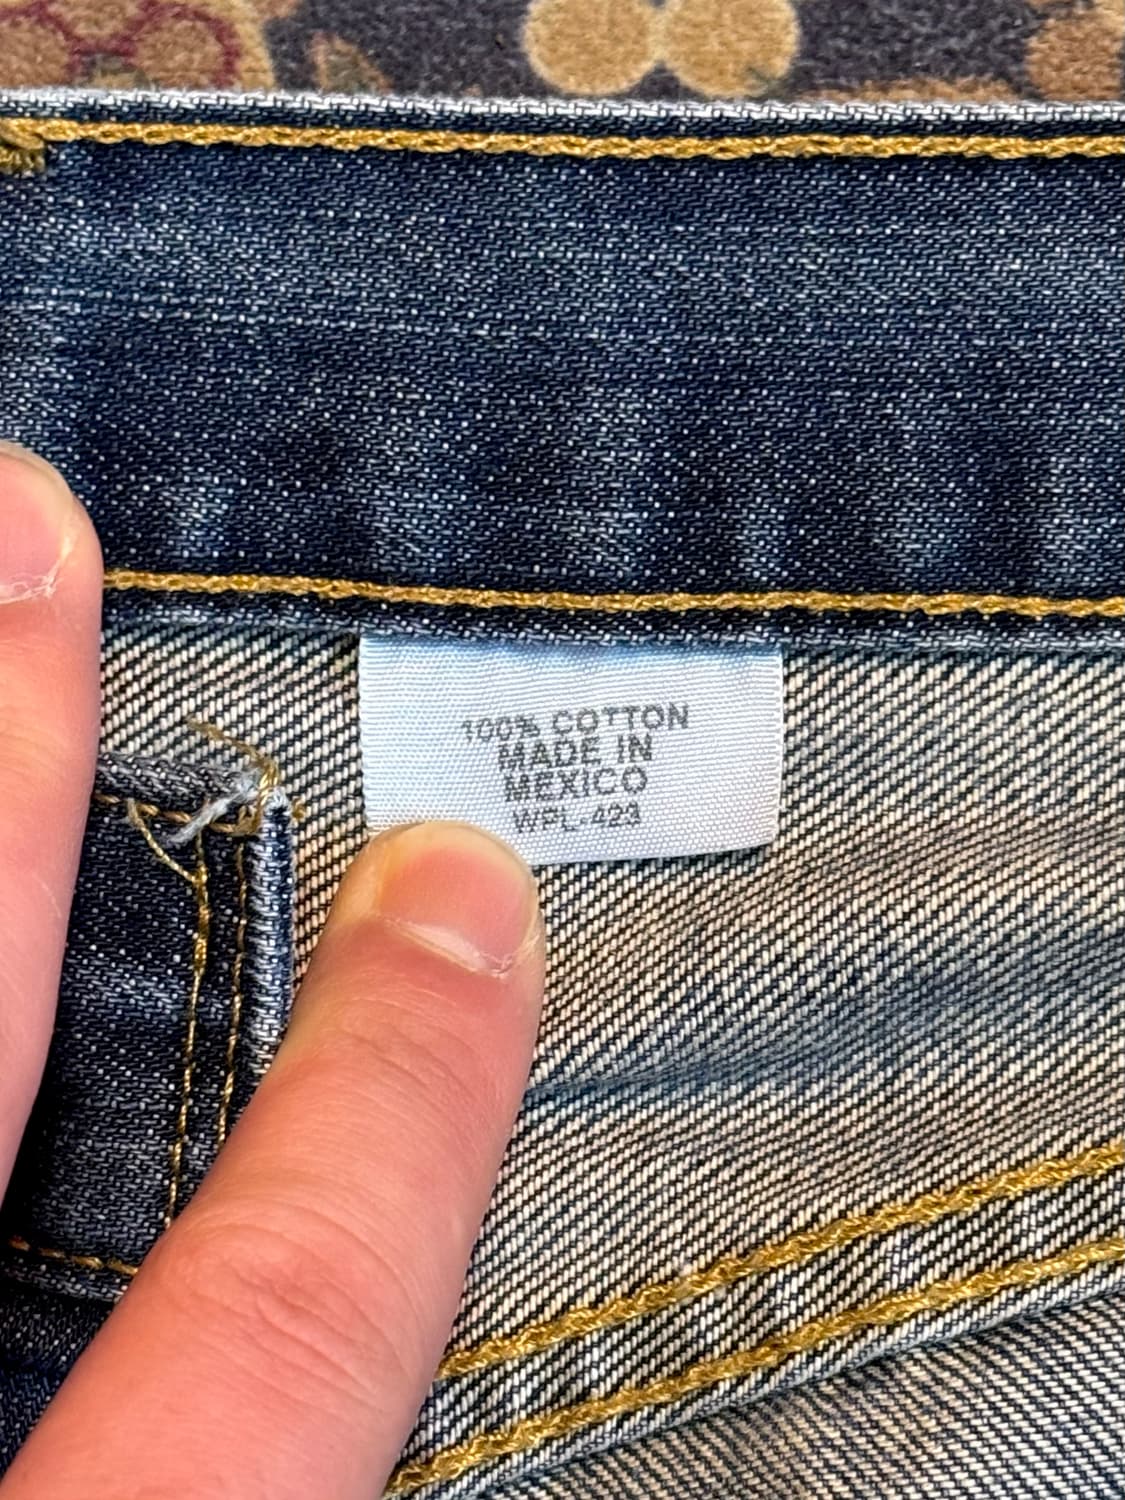 100% COTTON
MADE IN
MEXICO
WPL-423